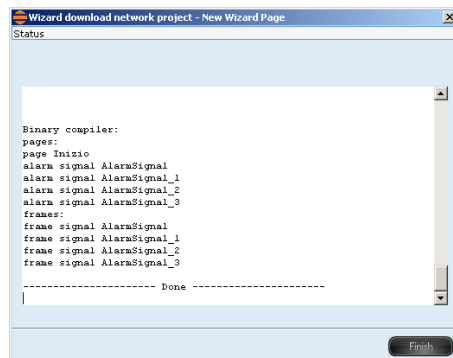 Wizard download network project - New Wizard Page
Status
Binary compiler:
pages:
page Inizio
alarm signal AlarmSignal
alarm signal AlarmSignal_1
alarm signal AlarmSignal_2
alarm signal AlarmSignal_3
frames:
frame signal AlarmSignal
frame signal AlarmSignal_1
frame signal AlarmSignal_2
frame signal AlarmSignal_3
---------------------- Done ----------------------
Finish